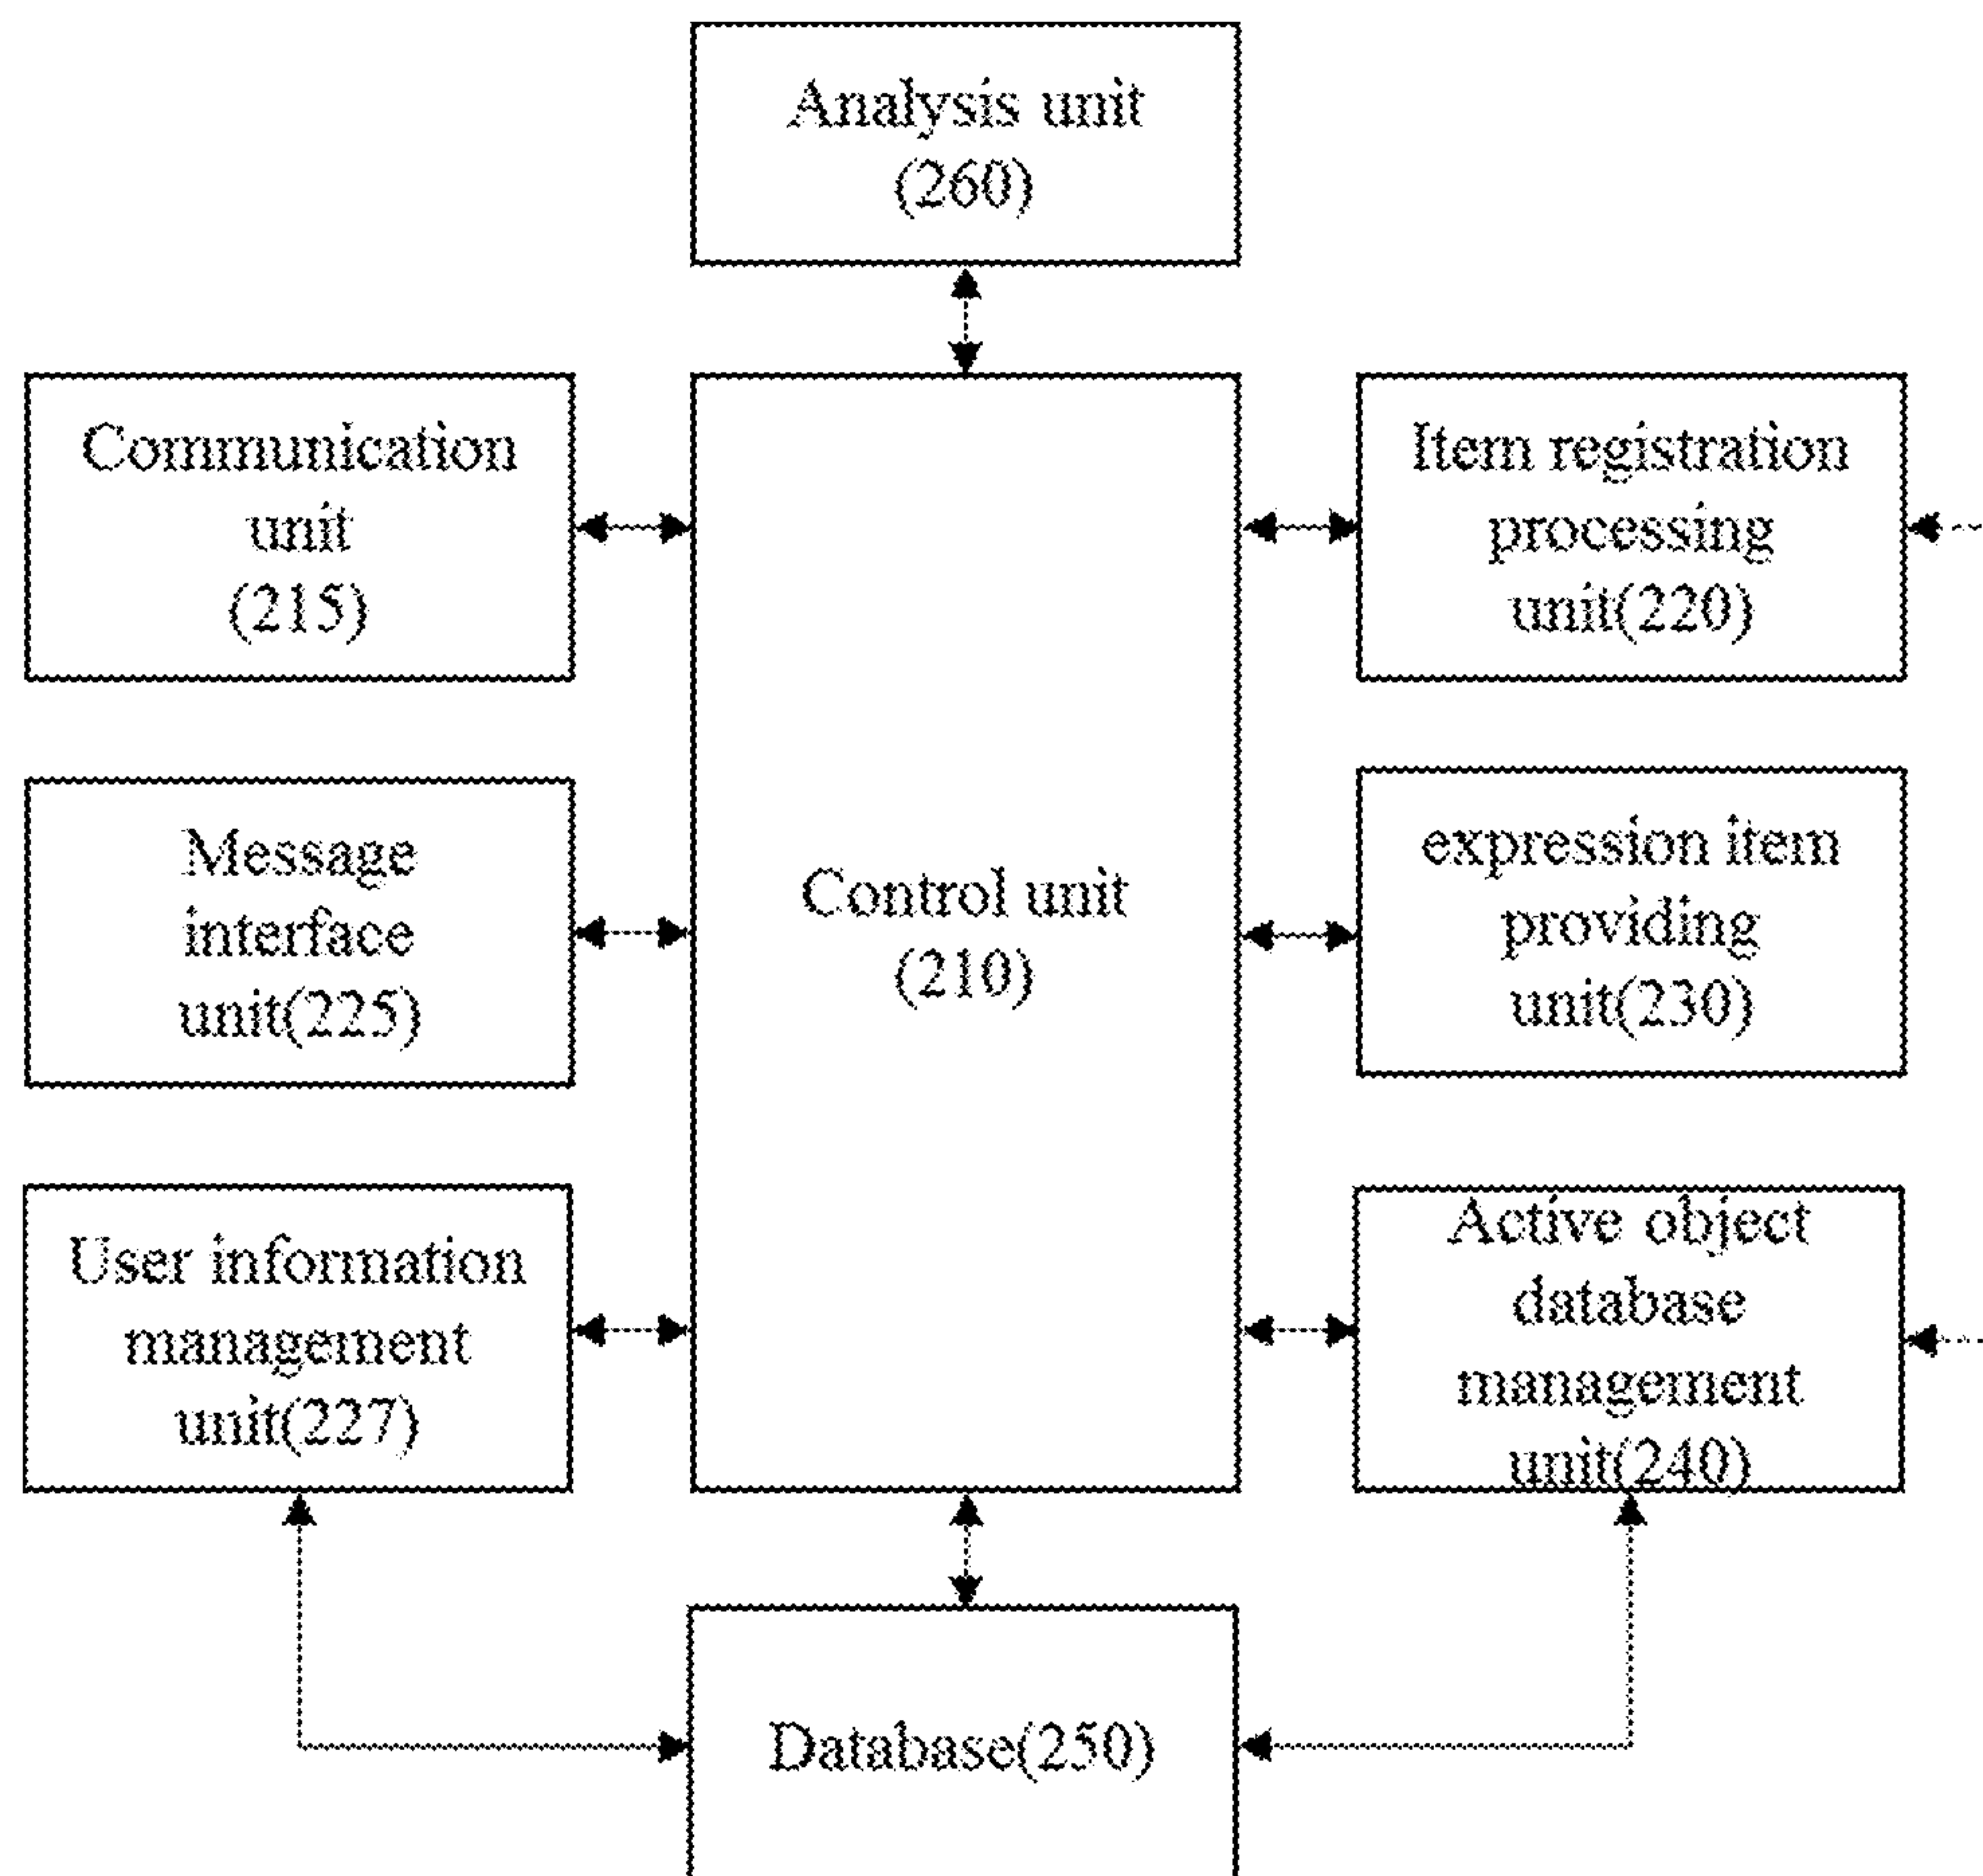 Analysis unit
(260)
Communication
unit
(215)
Item registration
processing
unit(220)
Message
interface
unit(225)
Control unit
(210)
expression item
providing
unit(230)
User information
management
unit(227)
Active object
database
management
unit(240)
Database(250)